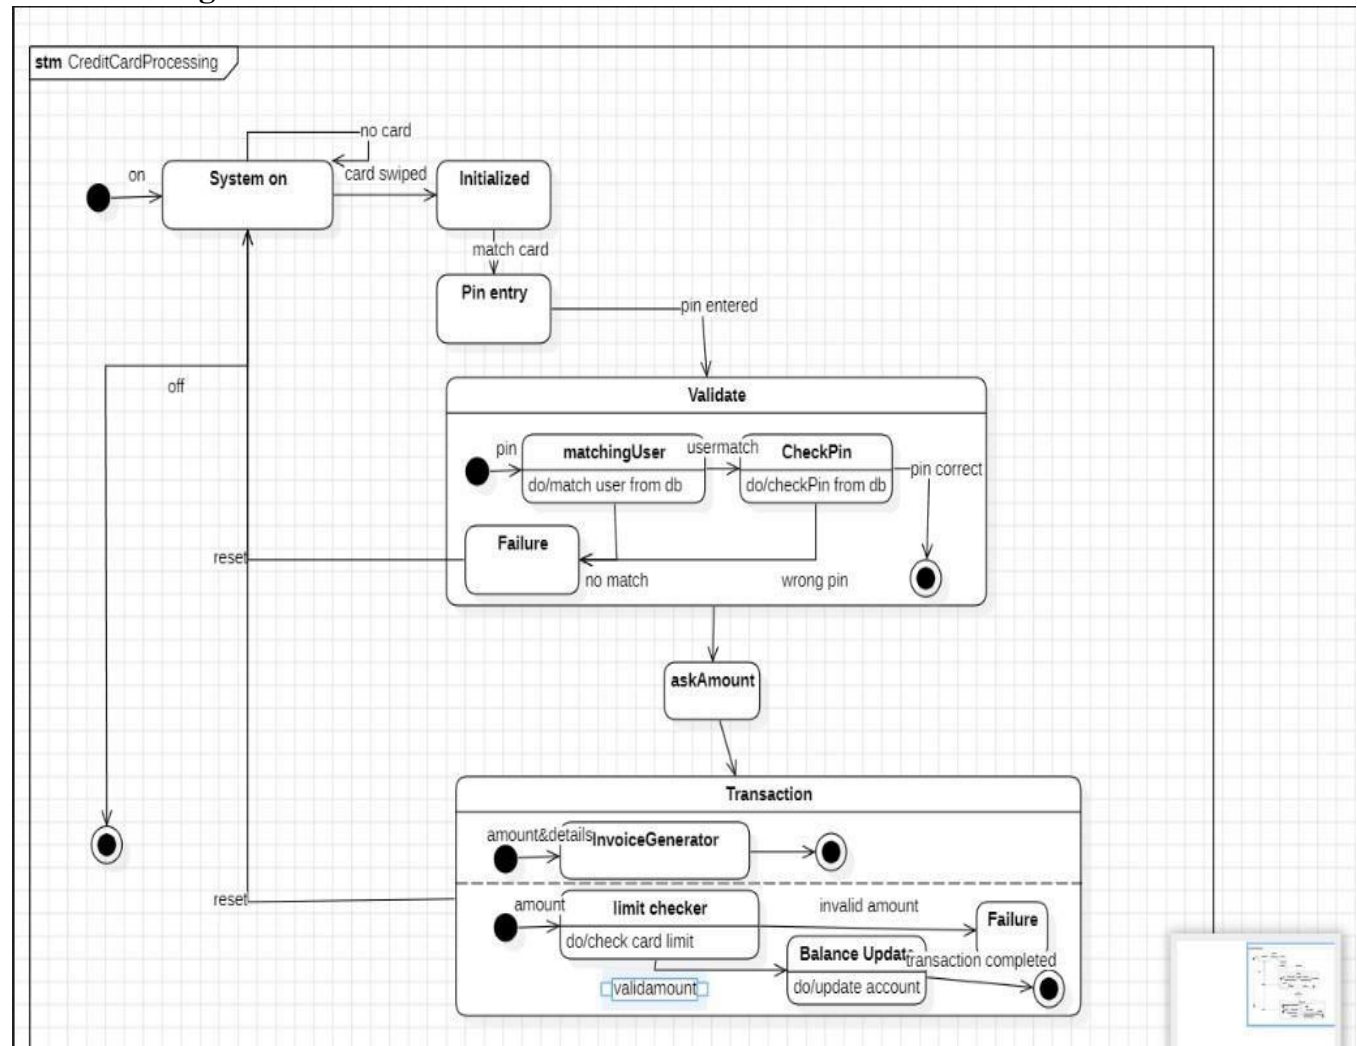 stm CreditCardProcessing
no card
on
System on
card swiped
Initialized
match card
Pin entry
pin entered
off
Validate
pin
matchingUser
usermatch
CheckPin
do/match user from db
do/checkPin from db
pin correct
Failure
reset
no match
wrong pin
askAmount
Transaction
amount&details
InvoiceGenerator
reset
amount
limit checker
invalid amount
Failure
do/check card limit
Balance Update
transaction completed
validamount
do/update account